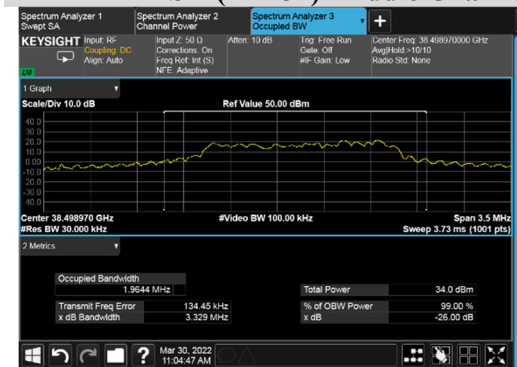 Spectrum Analyzer 1
Swept SA
Spectrum Analyzer 2
Channel Power
Spectrum Analyzer 3
Occupied BW
KEYSIGHT
Input: RF
Coupling: DC
Align: Auto
Input Z: 50 Ω
Corrections: On
Freq Ref: Int (S)
NFE: Adaptive
Atten: 10 dB
Trig: Free Run
Gate: Off
#IF Gain: Low
Center Freq: 38.498970000 GHz
Avg|Hold:>10/10
Radio Std: None
1 Graph
Scale/Div 10.0 dB
Ref Value 50.00 dBm
40.0
30.0
20.0
10.0
0.00
-10.0
-20.0
-30.0
-40.0
Center 38.498970 GHz
#Video BW 100.00 kHz
Span 3.5 MHz
#Res BW 30.000 kHz
Sweep 3.73 ms (1001 pts)
2 Metrics
Occupied Bandwidth
1.9644 MHz
Total Power 34.0 dBm
Transmit Freq Error 134.45 kHz
% of OBW Power 99.00 %
x dB Bandwidth 3.329 MHz
x dB -26.00 dB
?
Mar 30, 2022
11:04:47 AM